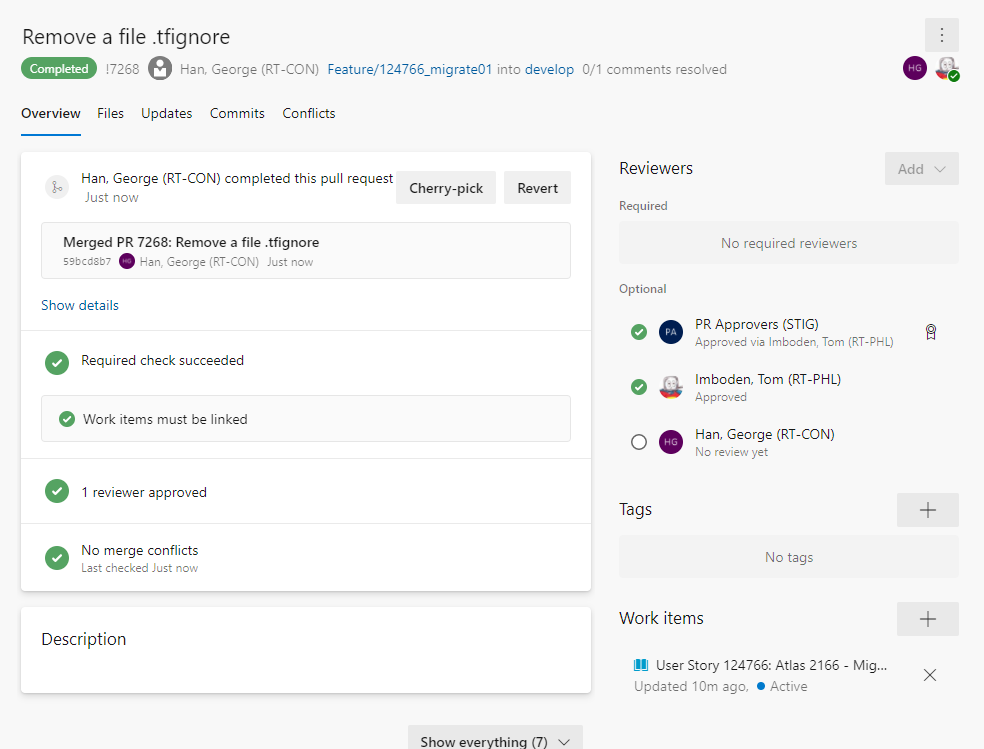 Remove a file .tfignore
Completed !7268 Han, George (RT-CON) Feature/124766_migrate01 into develop 0/1 comments resolved
HG
Overview Files Updates Commits Conflicts
Han, George (RT-CON) completed this pull request
Just now
Cherry-pick
Revert
Merged PR 7268: Remove a file .tfignore
59bcd8b7 HG Han, George (RT-CON) Just now
Show details
Required check succeeded
Work items must be linked
1 reviewer approved
No merge conflicts
Last checked Just now
Description
Show everything (7)
Reviewers
Add
Required
No required reviewers
Optional
PA
PR Approvers (STIG)
Approved via Imboden, Tom (RT-PHL)
Imboden, Tom (RT-PHL)
Approved
HG
Han, George (RT-CON)
No review yet
Tags
No tags
Work items
User Story 124766: Atlas 2166 - Mig...
Updated 10m ago, Active